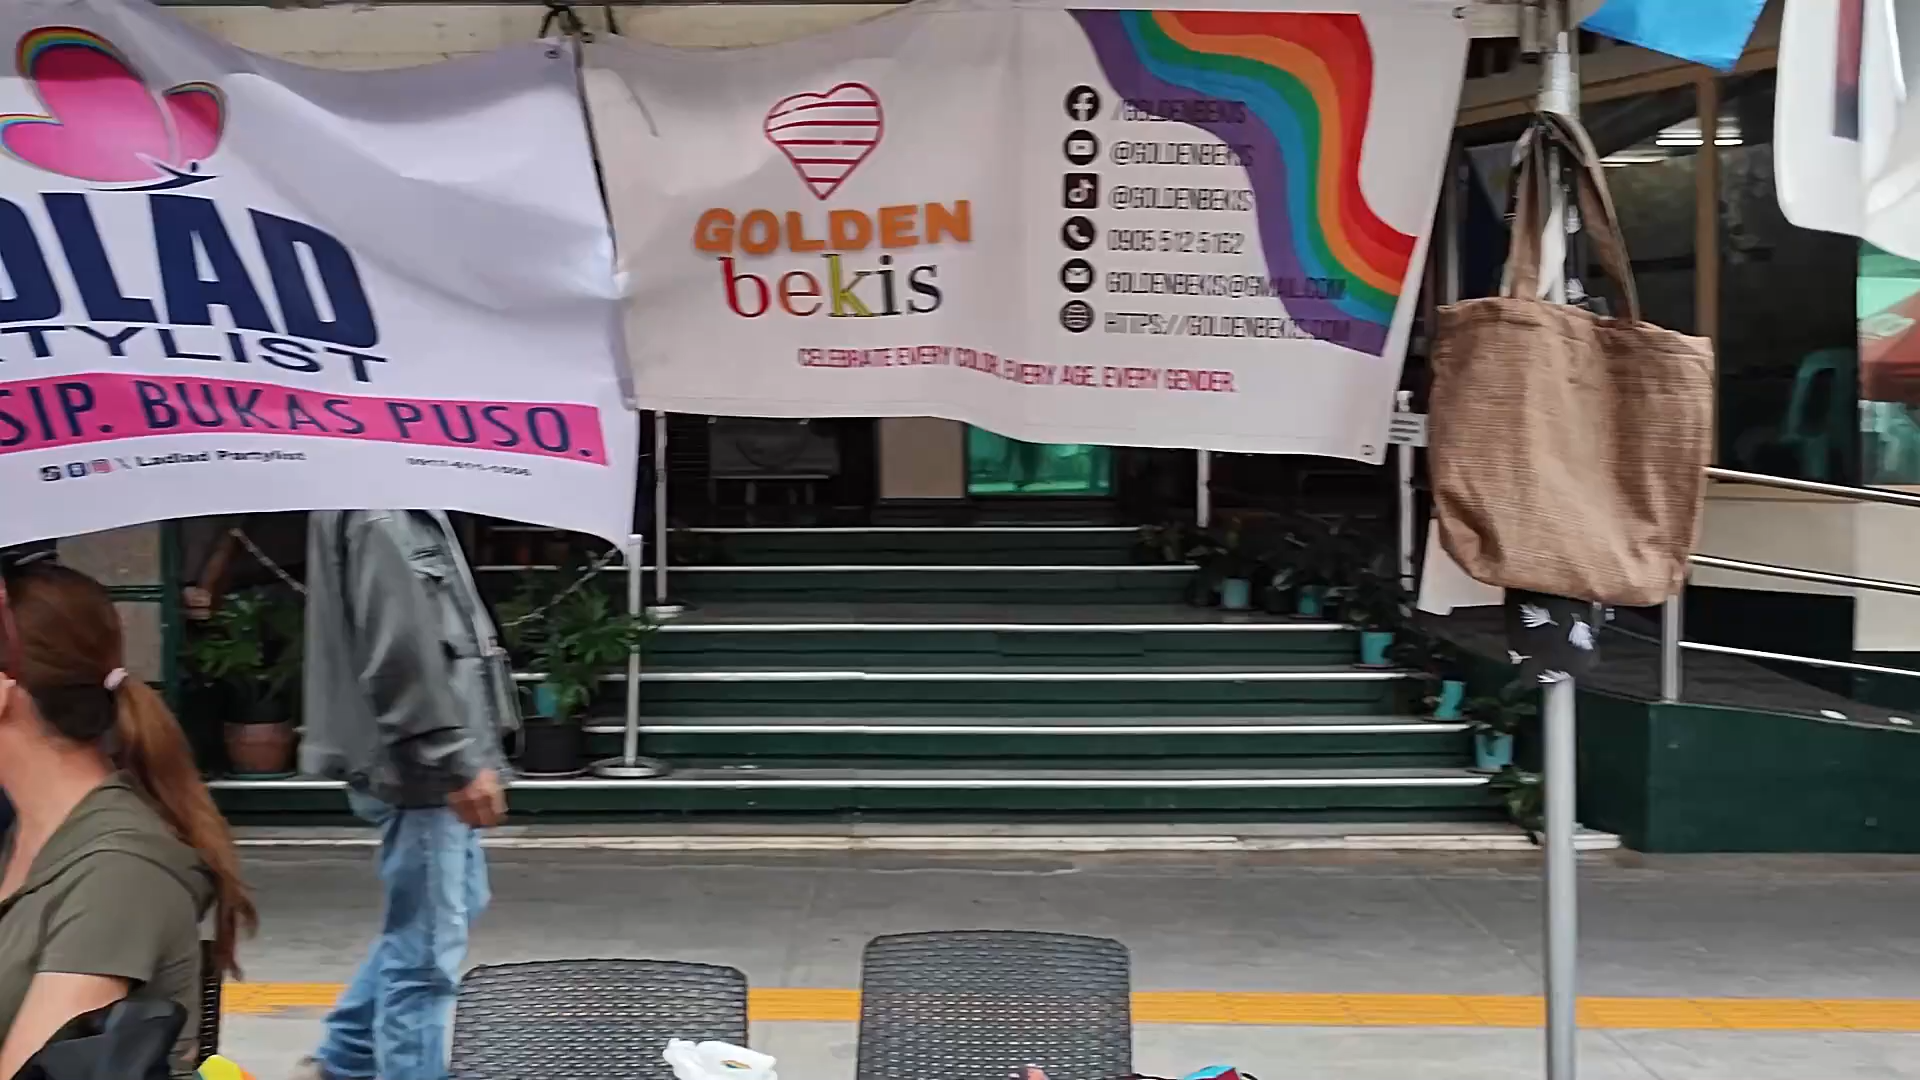 DLAD
TYLIST
SIP. BUKAS PUSO.
Ladlad Partylist
GOLDEN
bekis
/GOLDENBEKIS
@GOLDENBEKIS
@GOLDENBEKIS
0905 512 5162
GOLDENBEKIS@GMAIL.COM
HTTPS://GOLDENBEKIS.COM
CELEBRATE EVERY COLOR, EVERY AGE, EVERY GENDER.